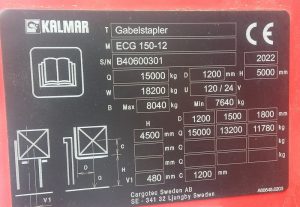 KALMAR
T Gabelstapler
M ECG 150-12
S/N B40600301 2022
Q 15000 kg D 1200 mm H 5000 mm
W 18200 kg U 120 / 24 V
B Max 8040 kg Min 7640 kg
D 1200 1500 1800 mm
H 4500 mm Q 15000 13200 11780 kg
V1 480 mm C 1200 mm
Cargotec Sweden AB
SE - 341 32 Ljungby Sweden